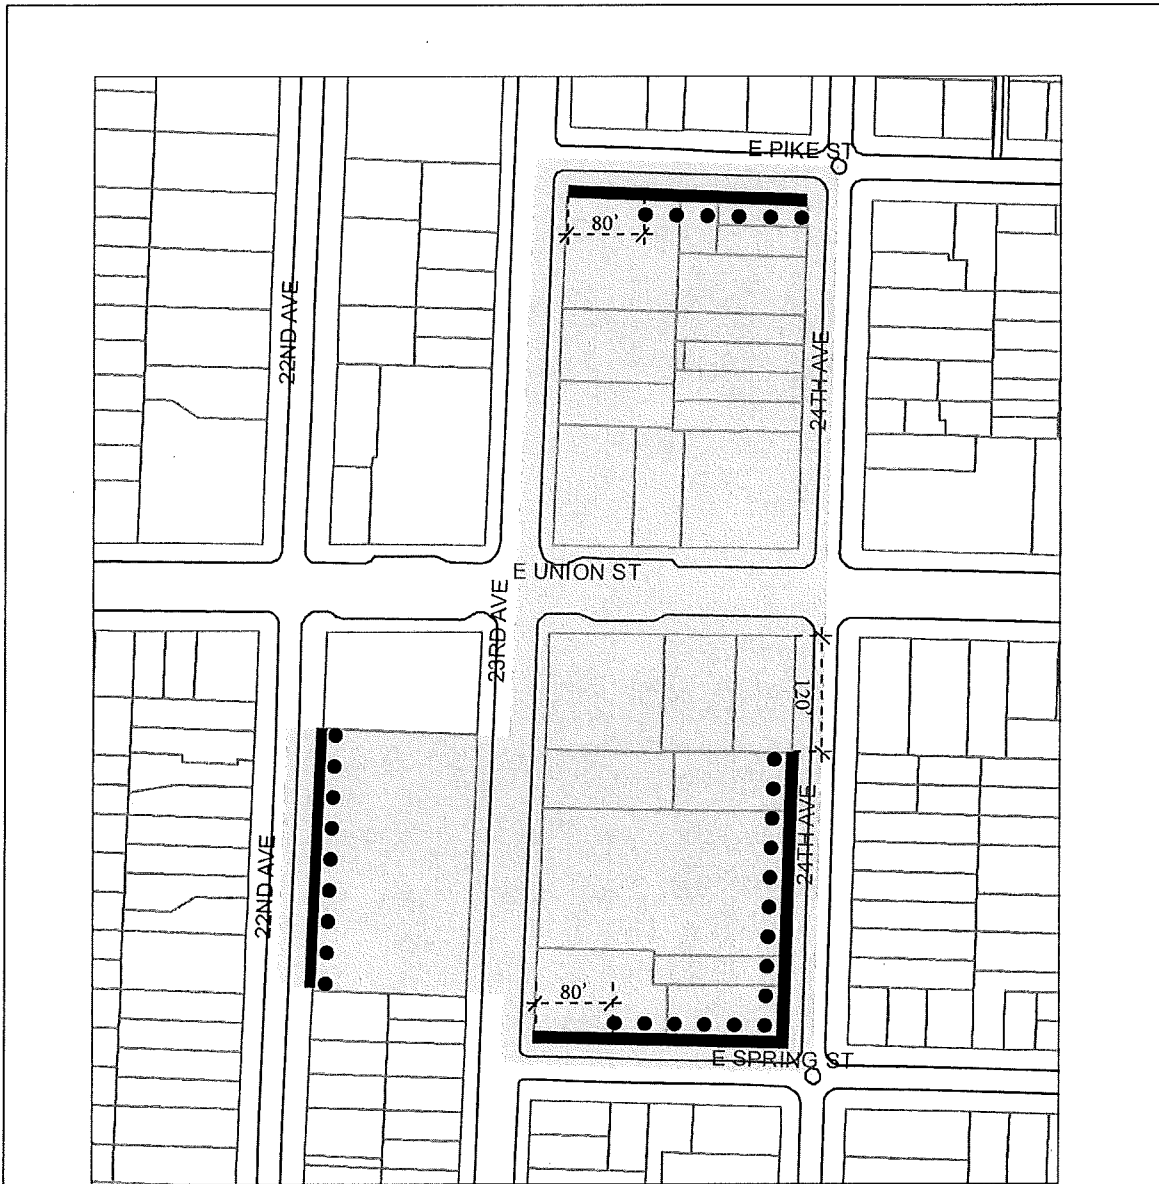 E PIKE ST
80'
22ND AVE
24TH AVE
E UNION ST
23RD AVE
120'
22ND AVE
24TH AVE
80'
E SPRING ST